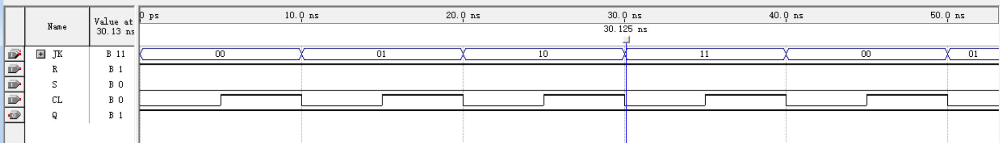 0 ps 10.0 ns 20.0 ns 30.0 ns 40.0 ns 50.0 ns
Name Value at 30.13 ns
30.125 ns
JK B 11 00 01 10 11 00 01
R B 1
S B 0
CL B 0
Q B 1